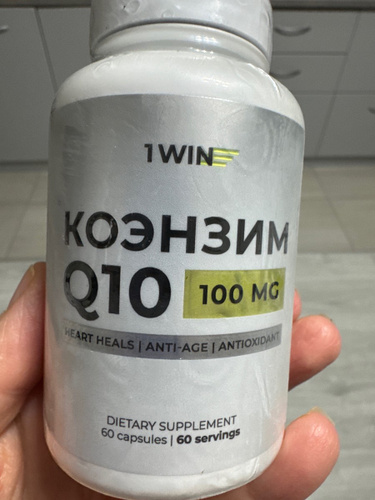 1WIN
КОЭНЗИМ
Q10 100 MG
HEART HEALS | ANTI-AGE | ANTIOXIDANT
DIETARY SUPPLEMENT
60 capsules | 60 servings